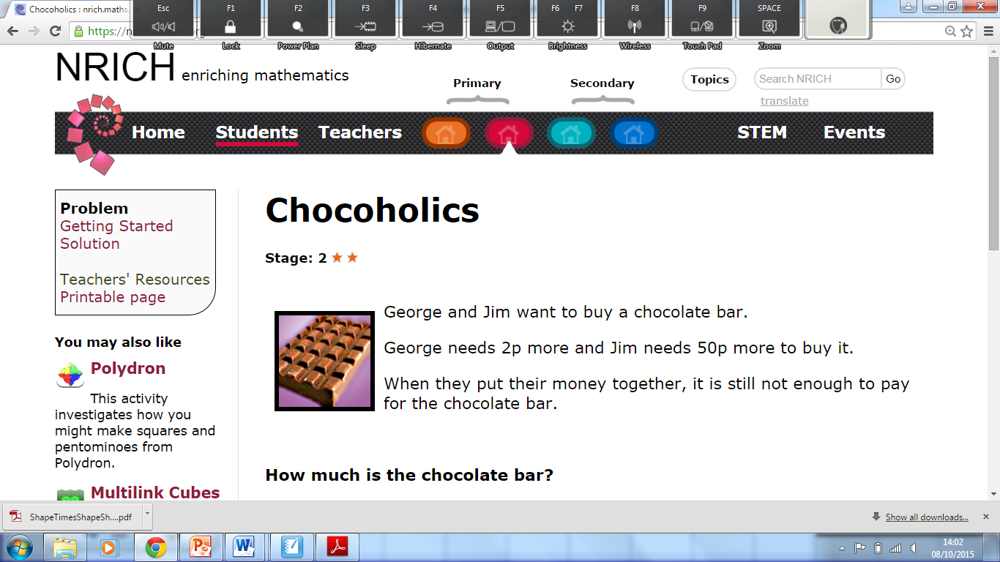 Chocoholics : nrich.maths.
Esc F1 F2 F3 F4 F5 F6 F7 F8 F9 SPACE
Mute Lock Power Plan Sleep Hibernate Output Brightness Wireless Touch Pad Zoom
NRICH enriching mathematics
Primary
Secondary
Topics
Search NRICH
Go
translate
Home Students Teachers STEM Events
Problem
Getting Started
Solution
Teachers' Resources
Printable page
You may also like
Polydron
This activity
investigates how you
might make squares and
pentominoes from
Polydron.
Multilink Cubes
Chocoholics
Stage: 2
George and Jim want to buy a chocolate bar.
George needs 2p more and Jim needs 50p more to buy it.
When they put their money together, it is still not enough to pay
for the chocolate bar.
How much is the chocolate bar?
ShapeTimesShapeSh....pdf
Show all downloads...
14:02
08/10/2015